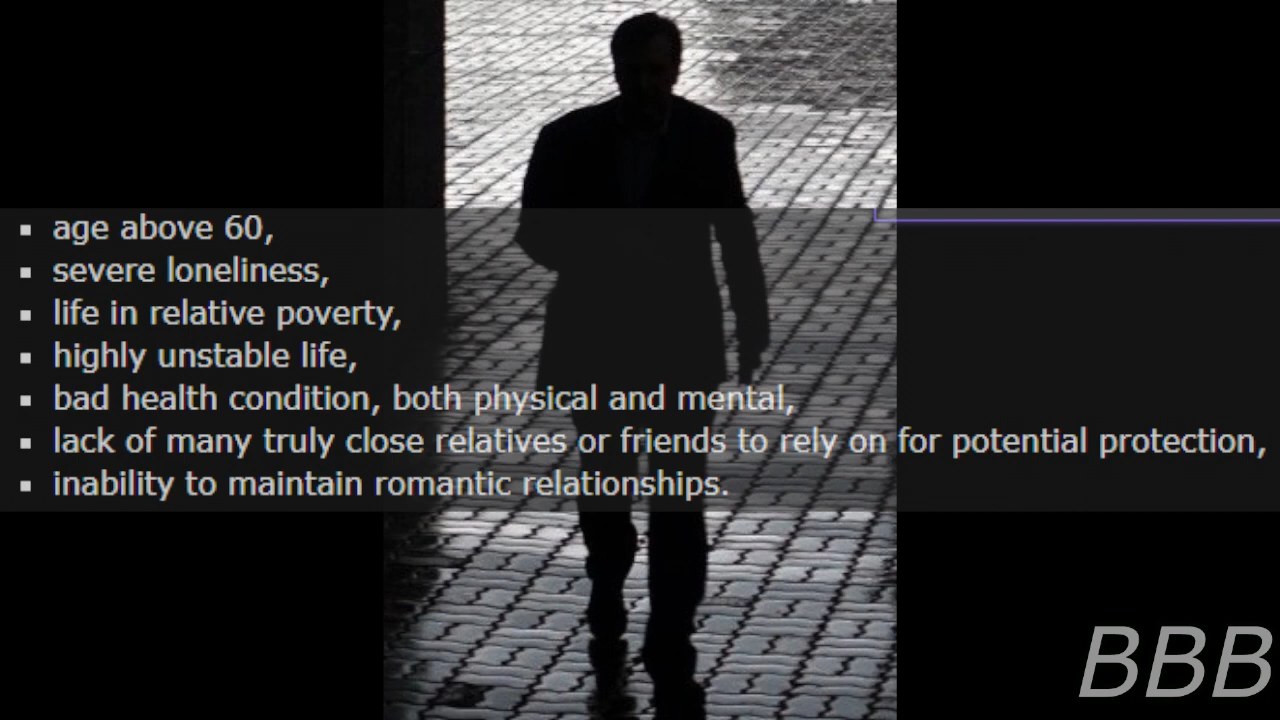 ▪ age above 60,
▪ severe loneliness,
▪ life in relative poverty,
▪ highly unstable life,
▪ bad health condition, both physical and mental,
▪ lack of many truly close relatives or friends to rely on for potential protection,
▪ inability to maintain romantic relationships.
BBB